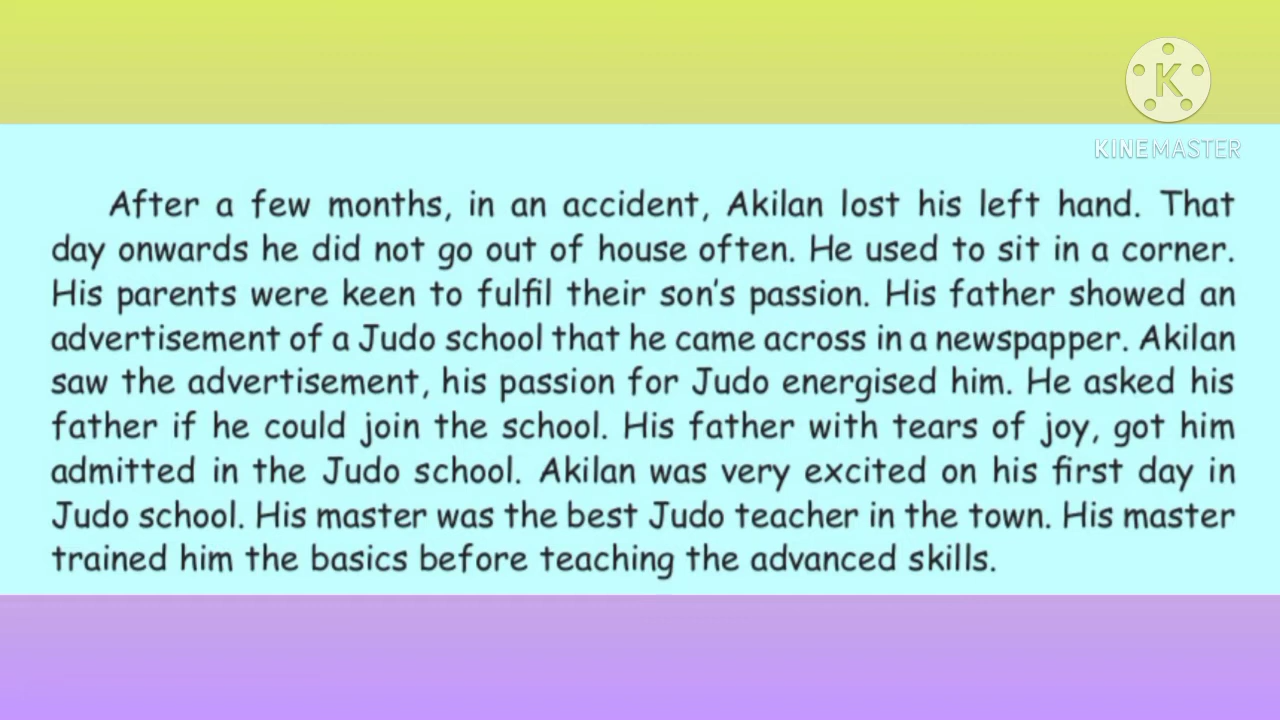 K
KINEMASTER
After a few months, in an accident, Akilan lost his left hand. That
day onwards he did not go out of house often. He used to sit in a corner.
His parents were keen to fulfil their son's passion. His father showed an
advertisement of a Judo school that he came across in a newspapper. Akilan
saw the advertisement, his passion for Judo energised him. He asked his
father if he could join the school. His father with tears of joy, got him
admitted in the Judo school. Akilan was very excited on his first day in
Judo school. His master was the best Judo teacher in the town. His master
trained him the basics before teaching the advanced skills.